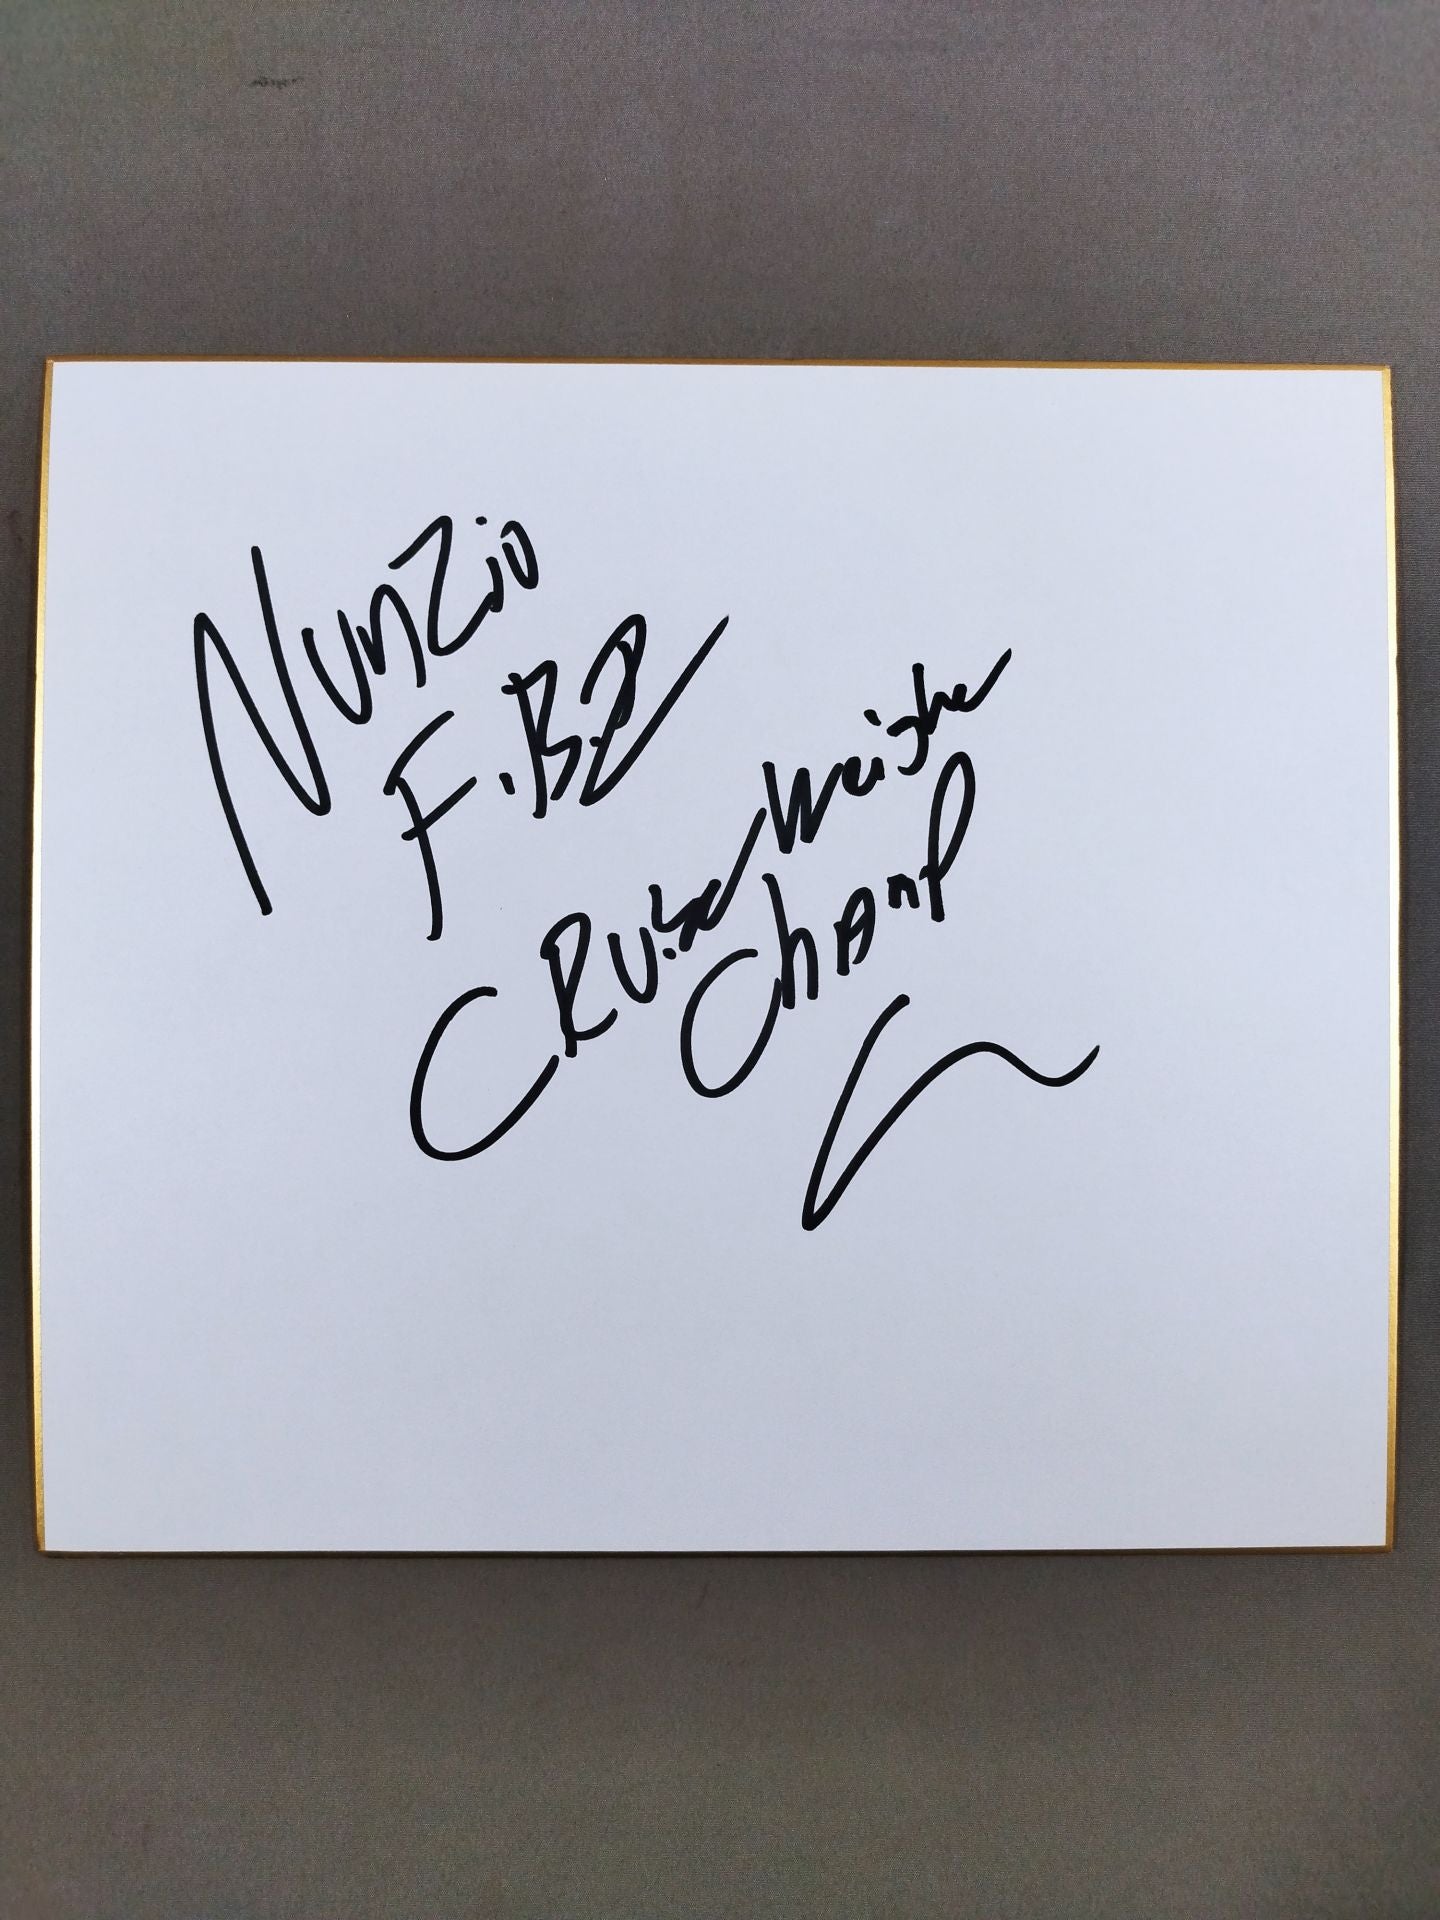 Nunzio
F.B.I
CRUiserWeight
ChAmP